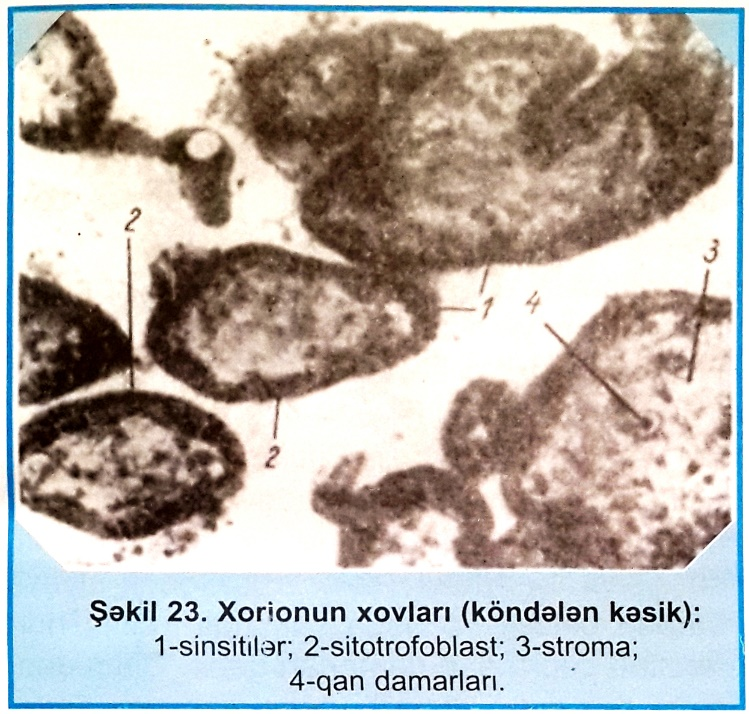 2
3
1
4
2
Şəkil 23. Xorionun xovları (köndələn kəsik):
1-sinsitilər; 2-sitotrofoblast; 3-stroma;
4-qan damarları.